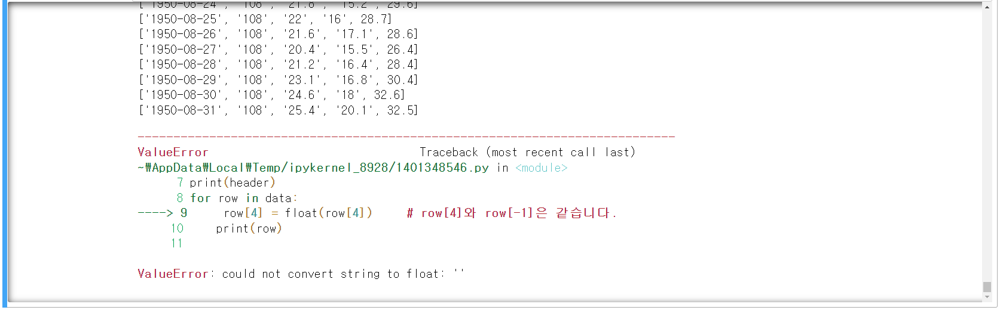 ['1950-08-24', '108', '21.8', '15.2', 29.6]
['1950-08-25', '108', '22', '16', 28.7]
['1950-08-26', '108', '21.6', '17.1', 28.6]
['1950-08-27', '108', '20.4', '15.5', 26.4]
['1950-08-28', '108', '21.2', '16.4', 28.4]
['1950-08-29', '108', '23.1', '16.8', 30.4]
['1950-08-30', '108', '24.6', '18', 32.6]
['1950-08-31', '108', '25.4', '20.1', 32.5]
---------------------------------------------------------------------------
ValueError                                Traceback (most recent call last)
~\AppData\Local\Temp/ipykernel_8928/1401348546.py in <module>
      7 print(header)
      8 for row in data:
----> 9     row[4] = float(row[4])     # row[4]와 row[-1]은 같습니다.
     10     print(row)
     11
ValueError: could not convert string to float: ''